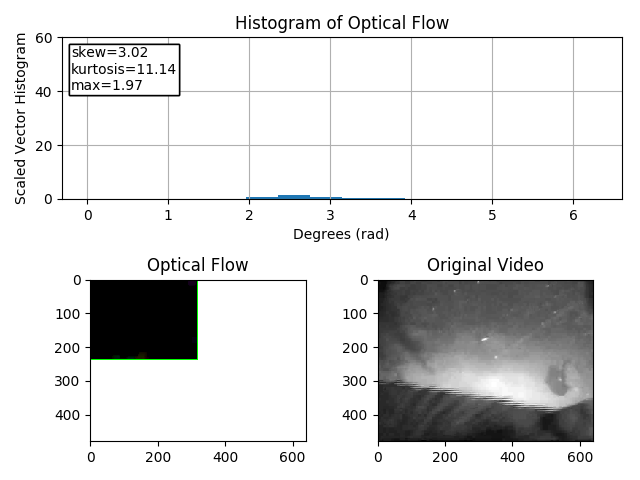 Histogram of Optical Flow
Scaled Vector Histogram
60
40
20
0
skew=3.02
kurtosis=11.14
max=1.97
0 1 2 3 4 5 6
Degrees (rad)
Optical Flow
0
100
200
300
400
0 200 400 600
Original Video
0
100
200
300
400
0 200 400 600